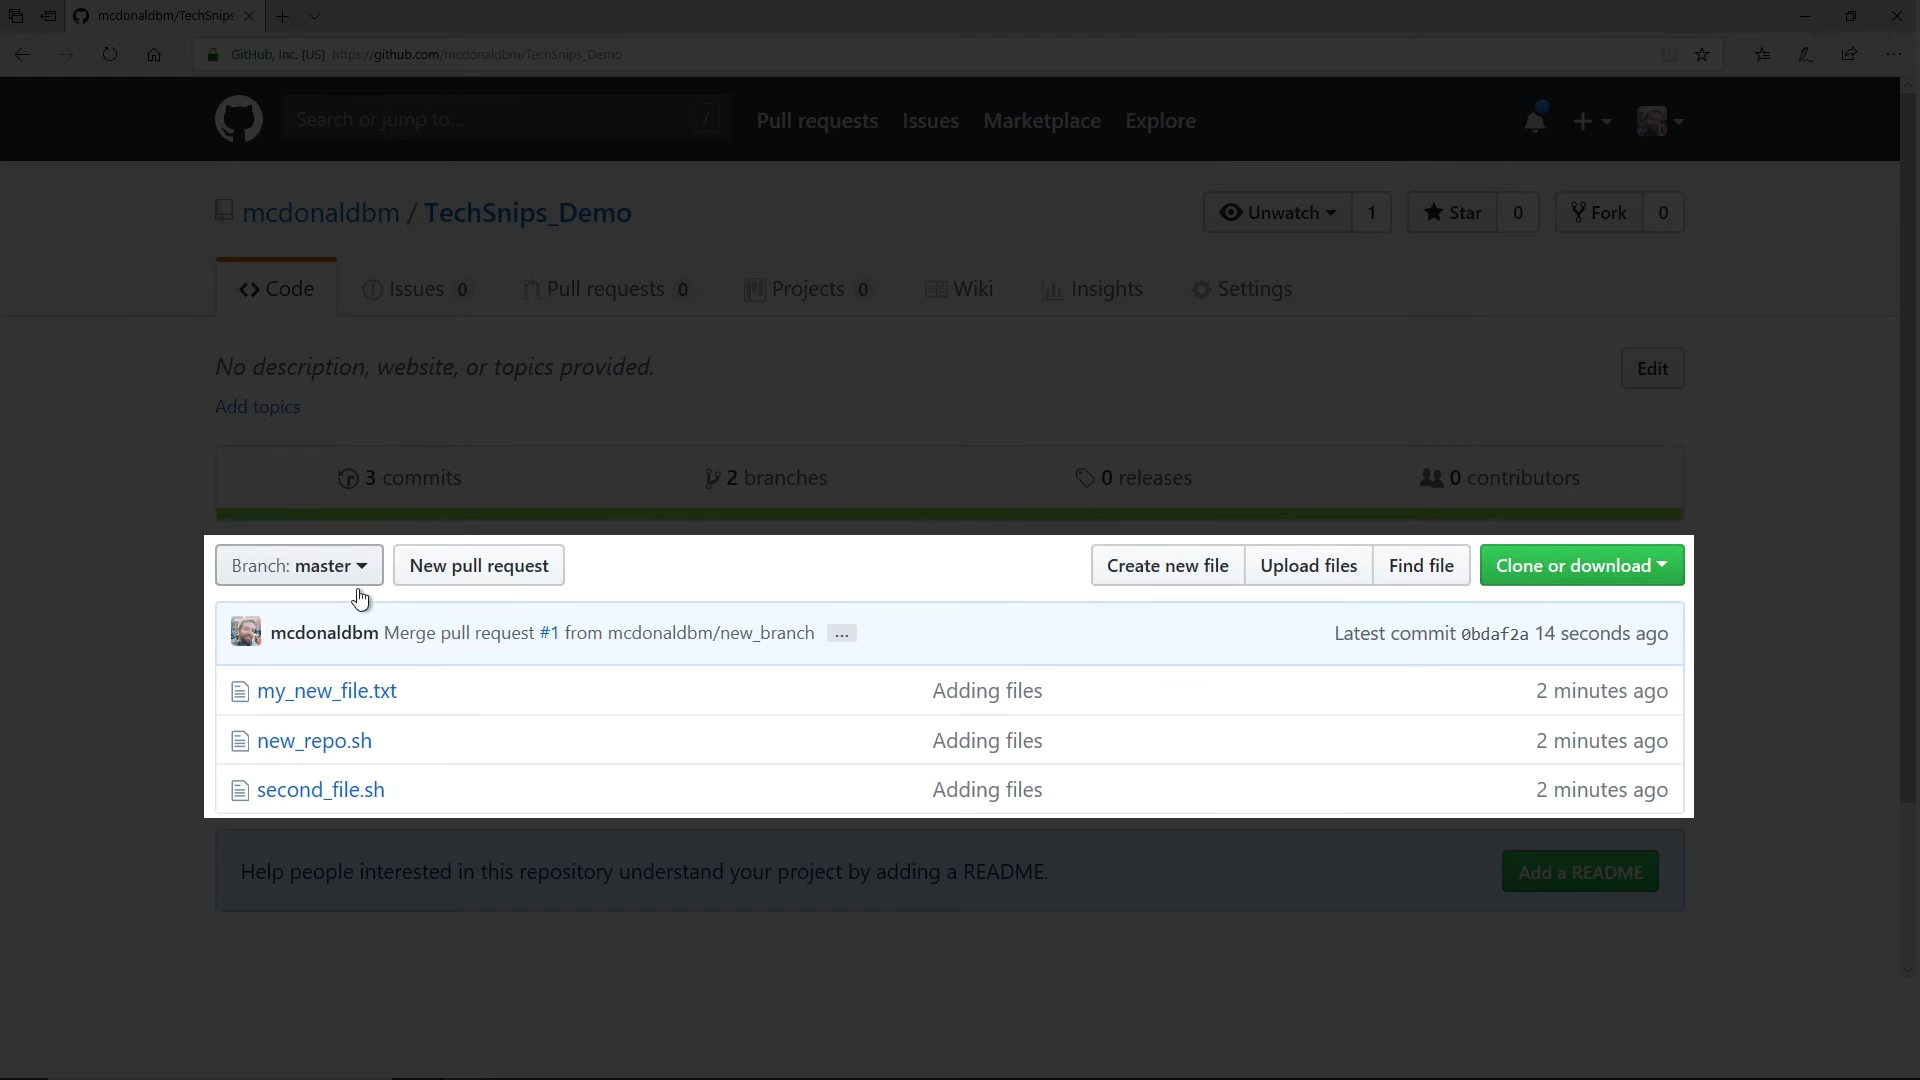 mcdonaldbm/TechSnips
GitHub, Inc. [US] https://github.com/mcdonaldbm/TechSnips_Demo
Search or jump to... / Pull requests Issues Marketplace Explore
mcdonaldbm / TechSnips_Demo Unwatch 1 Star 0 Fork 0
Code Issues 0 Pull requests 0 Projects 0 Wiki Insights Settings
No description, website, or topics provided. Edit
Add topics
3 commits 2 branches 0 releases 0 contributors
Branch: master New pull request Create new file Upload files Find file Clone or download
mcdonaldbm Merge pull request #1 from mcdonaldbm/new_branch ... Latest commit 0bdaf2a 14 seconds ago
my_new_file.txt Adding files 2 minutes ago
new_repo.sh Adding files 2 minutes ago
second_file.sh Adding files 2 minutes ago
Help people interested in this repository understand your project by adding a README. Add a README